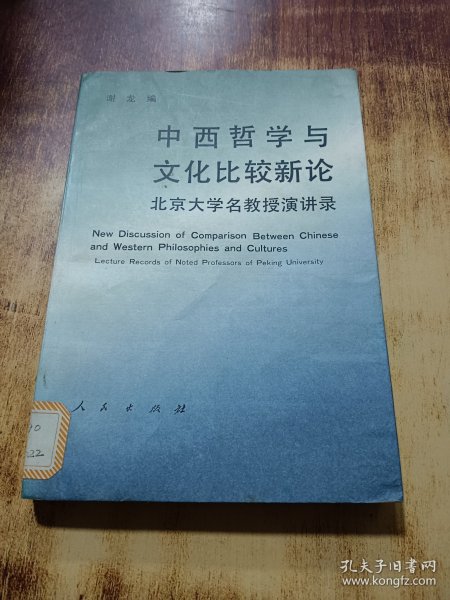 谢龙编
中西哲学与
文化比较新论
北京大学名教授演讲录
New Discussion of Comparison Between Chinese
and Western Philosophies and Cultures
Lecture Records of Noted Professors of Peking University
人民出版社
10
222
孔夫子旧书网
www.kongfz.com